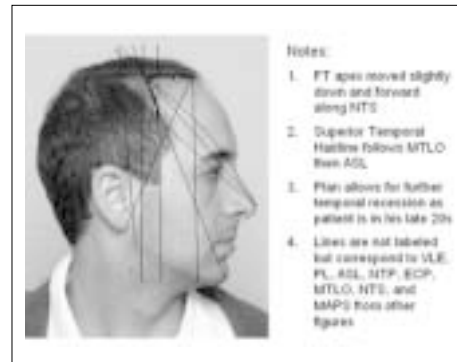 Notes:
1. FT apex moved slightly
down and forward
along NTS
2. Superior Temporal
Hairline follows MTLO
then ASL
3. Plan allows for further
temporal recession as
patient is in his late 20s
4. Lines are not labeled
but correspond to VLE,
PL, ASL, NTP, ECP,
MTLO, NTS, and
MAPS from other
figures